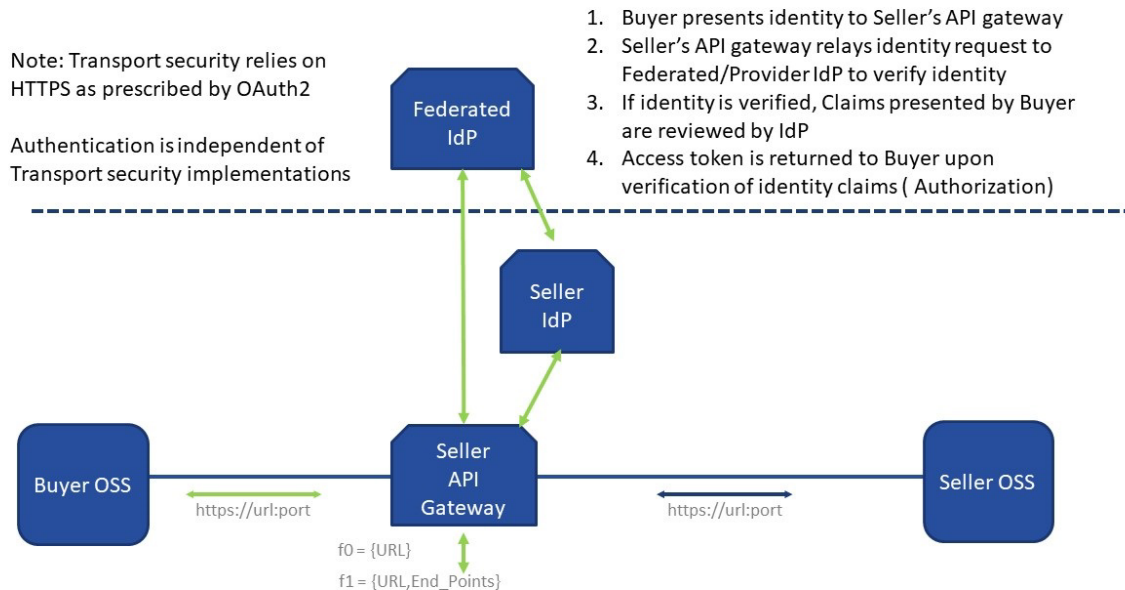 Note: Transport security relies on
HTTPS as prescribed by OAuth2
Authentication is independent of
Transport security implementations
1. Buyer presents identity to Seller's API gateway
2. Seller's API gateway relays identity request to
Federated/Provider IdP to verify identity
3. If identity is verified, Claims presented by Buyer
are reviewed by IdP
4. Access token is returned to Buyer upon
verification of identity claims ( Authorization)
Federated
IdP
Seller
IdP
Buyer OSS
https://url:port
Seller
API
Gateway
https://url:port
Seller OSS
f0 = {URL}
f1 = {URL,End_Points}